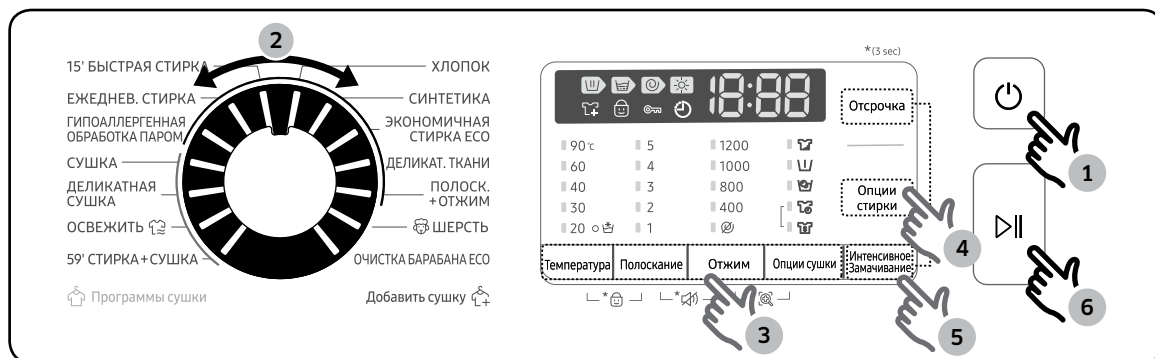 2
15' БЫСТРАЯ СТИРКА
ЕЖЕДНЕВ. СТИРКА
ГИПОАЛЛЕРГЕННАЯ
ОБРАБОТКА ПАРОМ
СУШКА
ДЕЛИКАТНАЯ
СУШКА
ОСВЕЖИТЬ
59' СТИРКА+СУШКА
ХЛОПОК
СИНТЕТИКА
ЭКОНОМИЧНАЯ
СТИРКА ECO
ДЕЛИКАТ. ТКАНИ
ПОЛОСК.
+ОТЖИМ
ШЕРСТЬ
ОЧИСТКА БАРАБАНА ECO
Программы сушки
Добавить сушку
*(3 sec)
18:88
Отсрочка
90℃ 5 1200
60 4 1000
40 3 800
30 2 400
20 1
Опции
стирки
Температура
Полоскание
Отжим
Опции сушки
Интенсивное
Замачивание
*
*
1
3
4
5
6